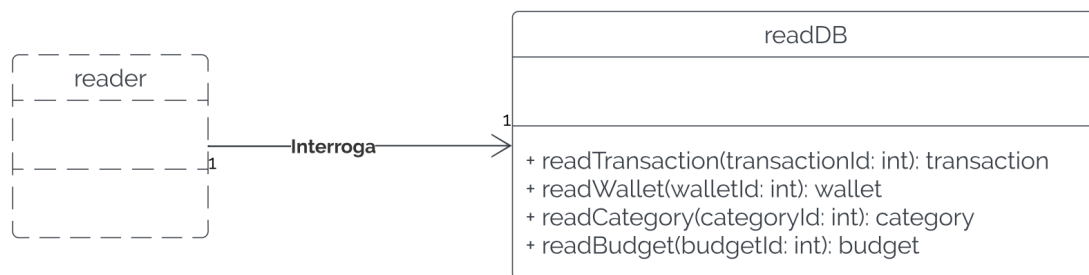 reader
1
Interroga
1
readDB
+ readTransaction(transactionId: int): transaction
+ readWallet(walletId: int): wallet
+ readCategory(categoryId: int): category
+ readBudget(budgetId: int): budget